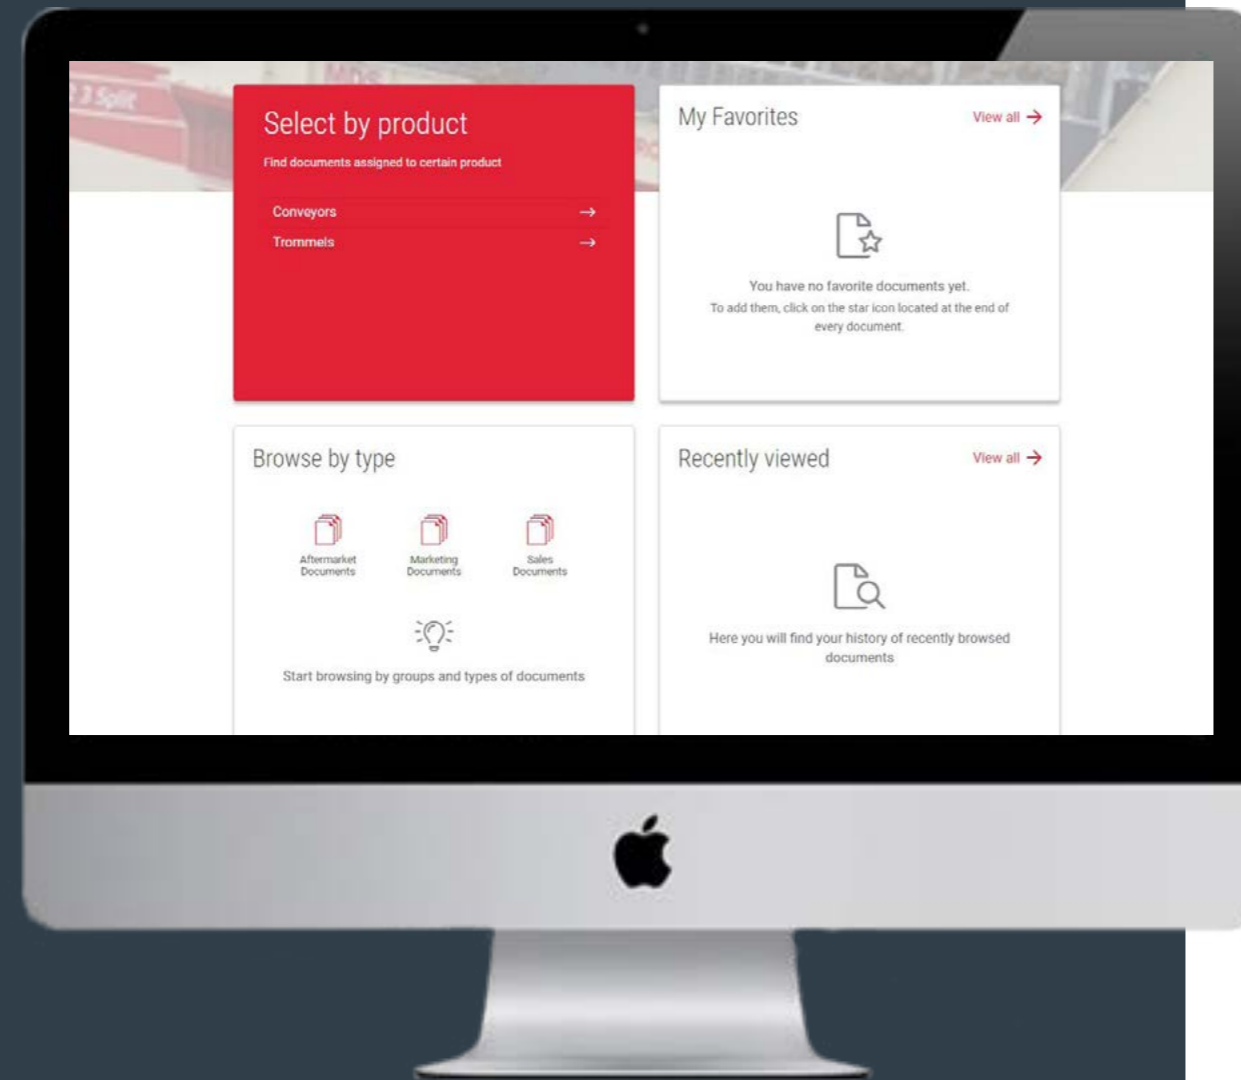 3 Split
MDS
Select by product
Find documents assigned to certain product
Conveyors
Trommels
My Favorites
View all
You have no favorite documents yet.
To add them, click on the star icon located at the end of
every document.
Browse by type
Aftermarket
Documents
Marketing
Documents
Sales
Documents
Start browsing by groups and types of documents
Recently viewed
View all
Here you will find your history of recently browsed
documents